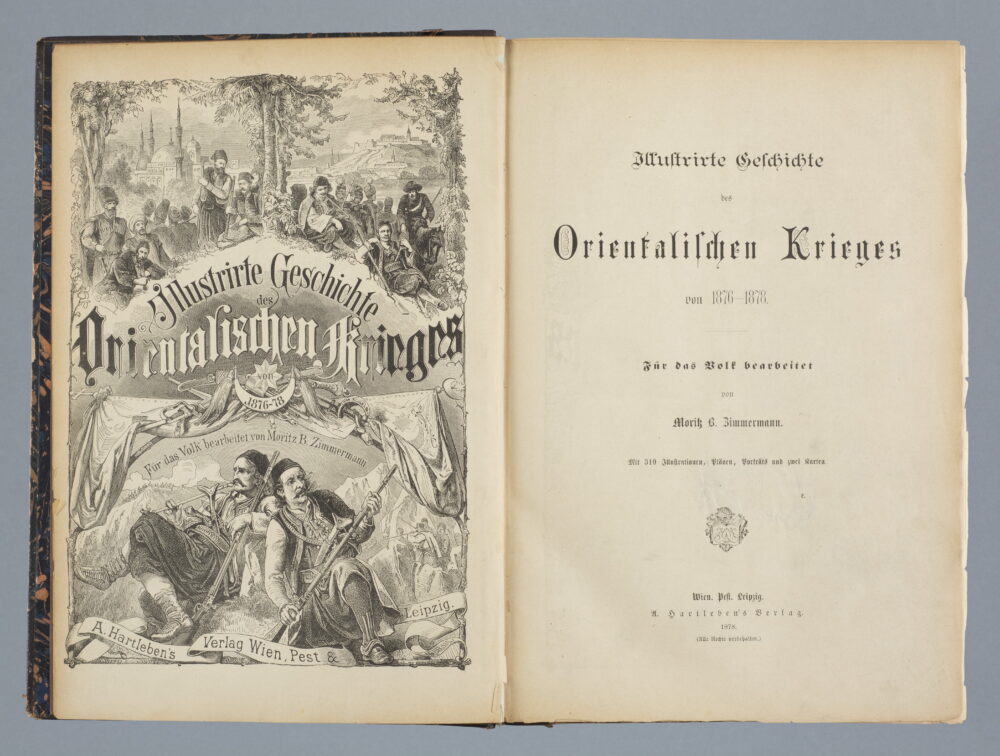 Illustrirte Geschichte
des
Orientalischen Krieges
von
1876-78
Für das Volk bearbeitet von Moritz B. Zimmermann
A. Hartleben's Verlag Wien, Pest & Leipzig.
Illustrirte Geschichte
des
Orientalischen Krieges
von 1876–1878.
Für das Volk bearbeitet
von
Moritz B. Zimmermann.
Mit 310 Illustrationen, Plänen, Porträts und zwei Karten
Wien. Pest. Leipzig.
A. Hartleben's Verlag.
1878.
(Alle Rechte vorbehalten.)